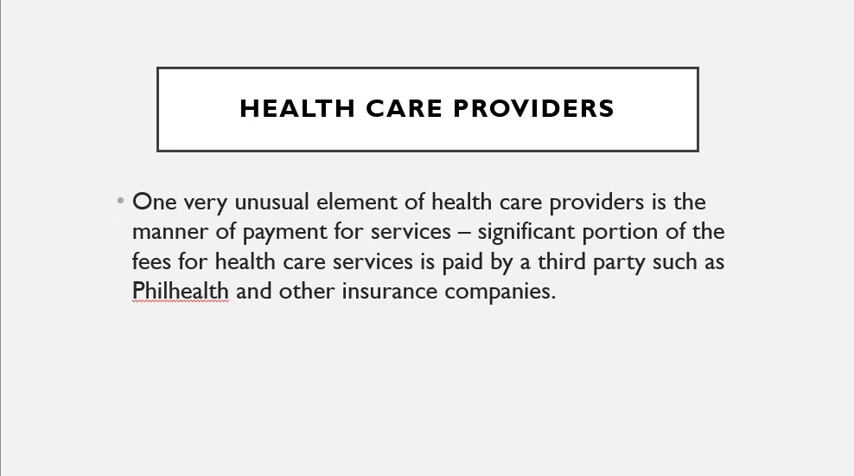 HEALTH CARE PROVIDERS
• One very unusual element of health care providers is the
manner of payment for services – significant portion of the
fees for health care services is paid by a third party such as
Philhealth and other insurance companies.